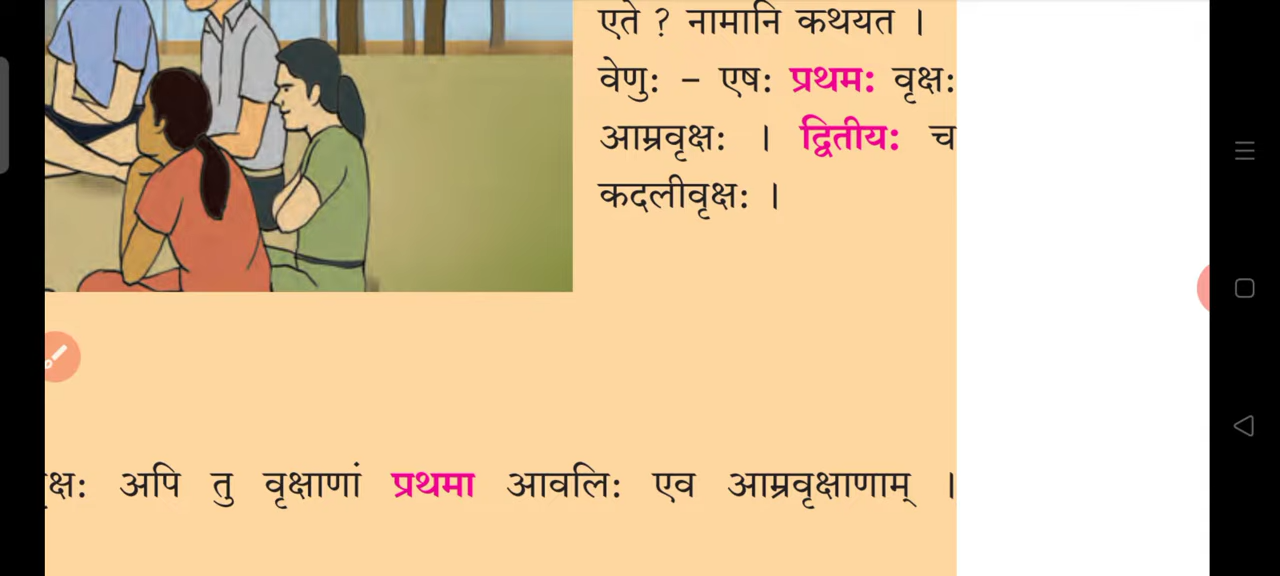 एते ? नामानि कथयत ।
वेणुः – एषः प्रथमः वृक्षः
आम्रवृक्षः । द्वितीयः च
कदलीवृक्षः ।
अपि तु वृक्षाणां प्रथमा आवलिः एव आम्रवृक्षाणाम् ।